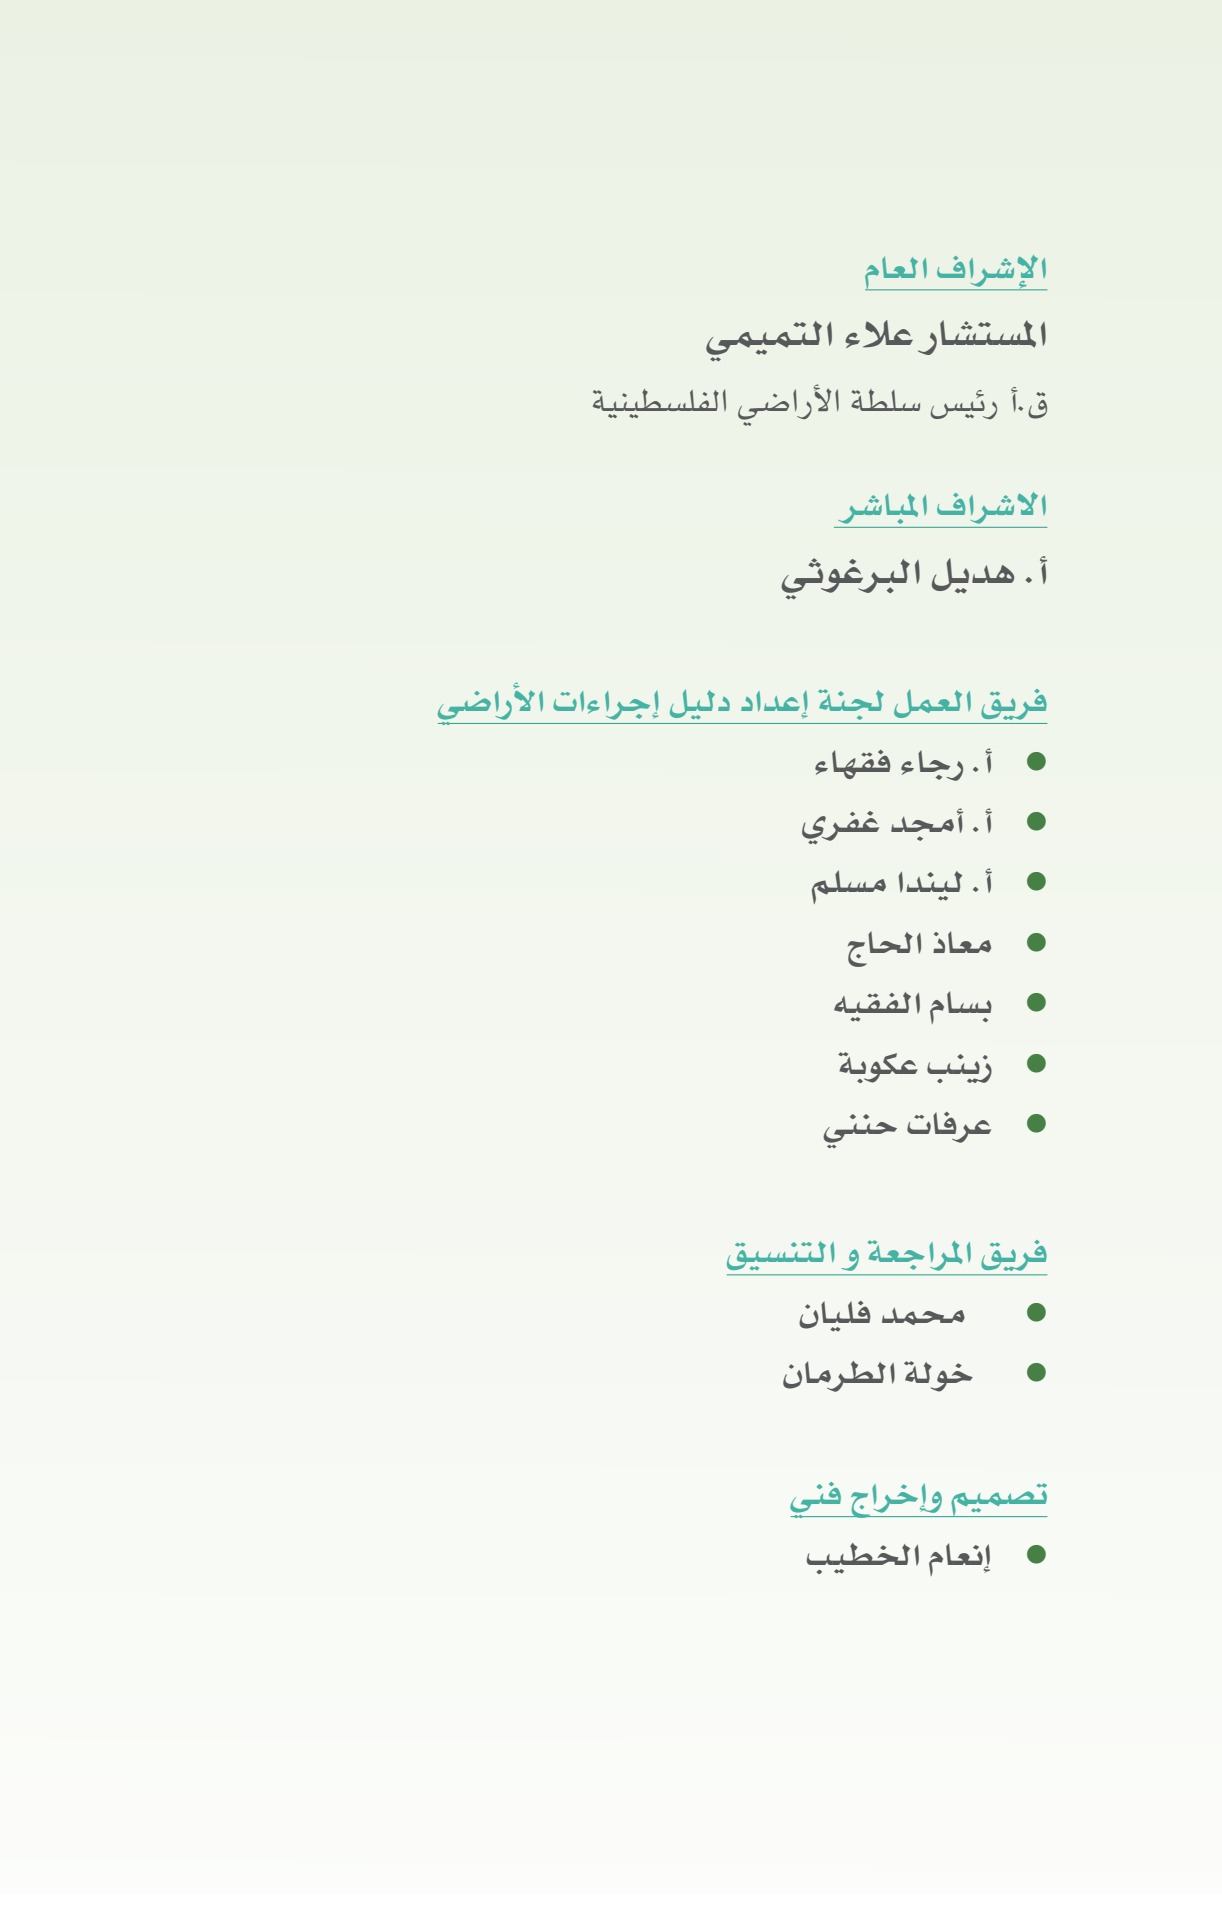 الإشراف العام
المستشار علاء التميمي
ق.أ رئيس سلطة الأراضي الفلسطينية
الاشراف المباشر
أ. هديل البرغوثي
فريق العمل لجنة إعداد دليل إجراءات الأراضي
● أ. رجاء فقهاء
● أ. أمجد غفري
● أ. ليندا مسلم
● معاذ الحاج
● بسام الفقيه
● زينب عكوبة
● عرفات حنني
فريق المراجعة و التنسيق
● محمد فليان
● خولة الطرمان
تصميم وإخراج فني
● إنعام الخطيب